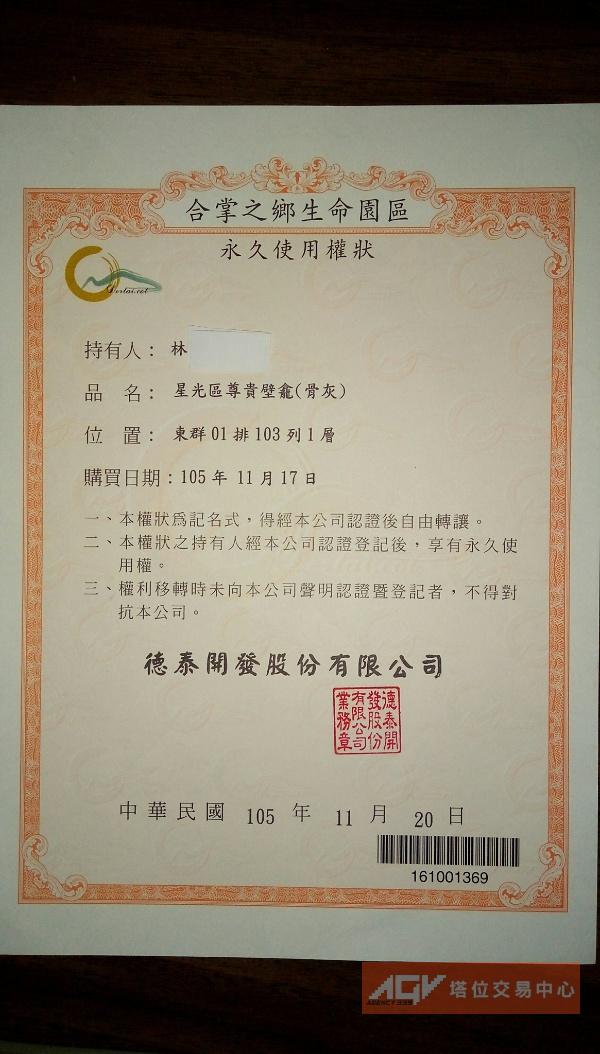 合掌之鄉生命園區
永久使用權狀
Dertai.col
持有人：林
品　名：星光區尊貴壁龕(骨灰)
位　置：東群01排103列1層
購買日期：105年11月17日
一、本權狀為記名式，得經本公司認證後自由轉讓。
二、本權狀之持有人經本公司認證登記後，享有永久使
用權。
三、權利移轉時未向本公司聲明認證暨登記者，不得對
抗本公司。
德泰開發股份有限公司
德泰開
發股份
有限公司
業務章
中華民國 105 年 11 月 20 日
161001369
AGV 塔位交易中心
AGENCY339